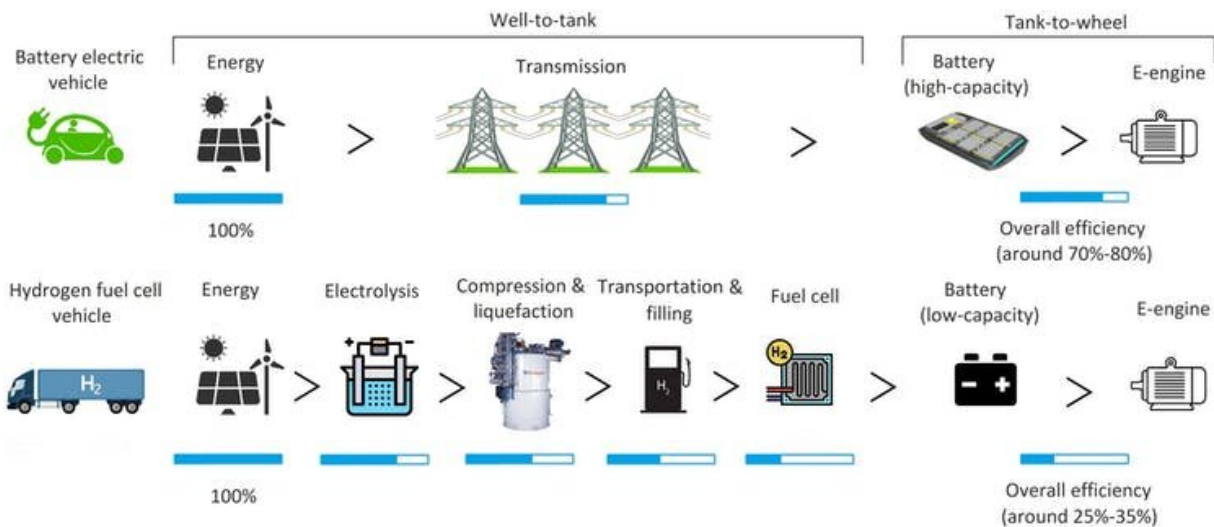 Well-to-tank
Tank-to-wheel
Battery electric
vehicle
Energy
Transmission
Battery
(high-capacity)
E-engine
100%
Overall efficiency
(around 70%-80%)
Hydrogen fuel cell
vehicle
Energy
Electrolysis
Compression &
liquefaction
Transportation &
filling
Fuel cell
Battery
(low-capacity)
E-engine
H2
+ −
H2
H2
− +
100%
Overall efficiency
(around 25%-35%)